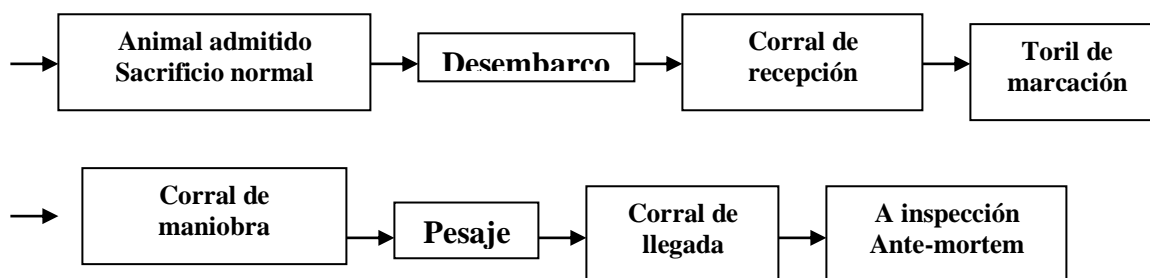 Animal admitido
Sacrificio normal
Desembarco
Corral de
recepción
Toril de
marcación
Corral de
maniobra
Pesaje
Corral de
llegada
A inspección
Ante-mortem